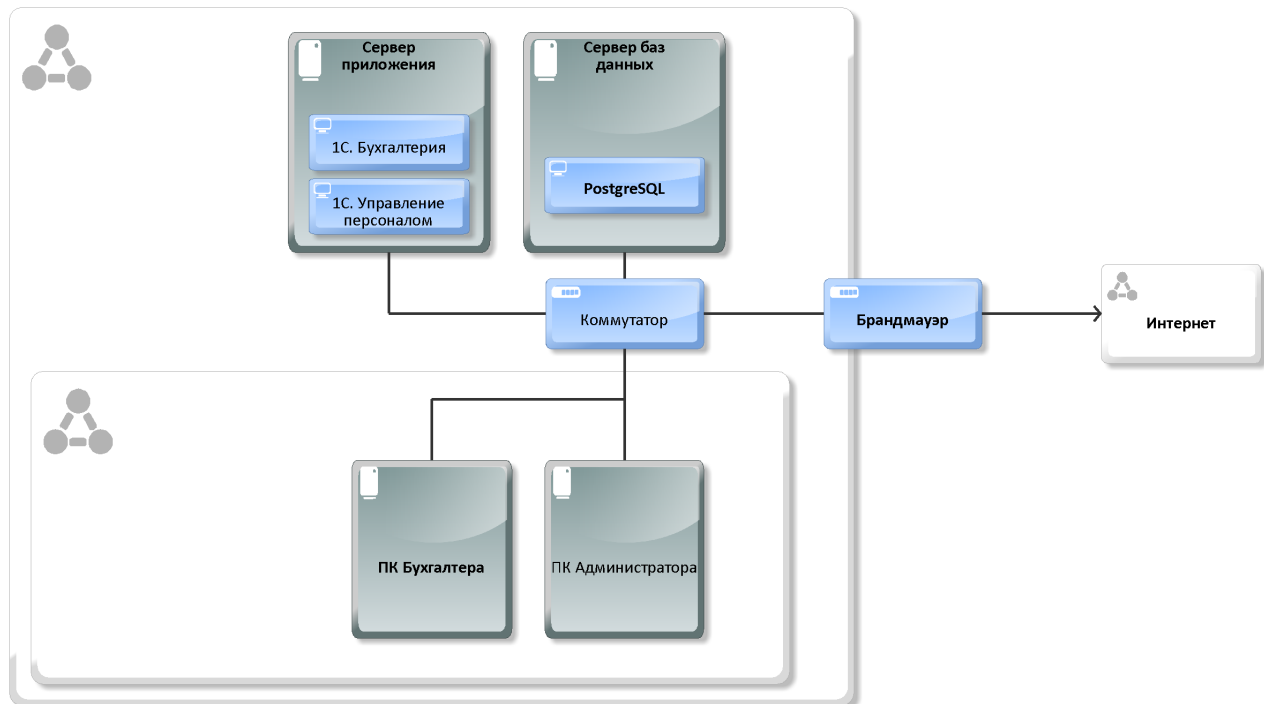 Сервер
приложения
Сервер баз
данных
1С. Бухгалтерия
1С. Управление
персоналом
PostgreSQL
Коммутатор
Брандмауэр
Интернет
ПК Бухгалтера
ПК Администратора